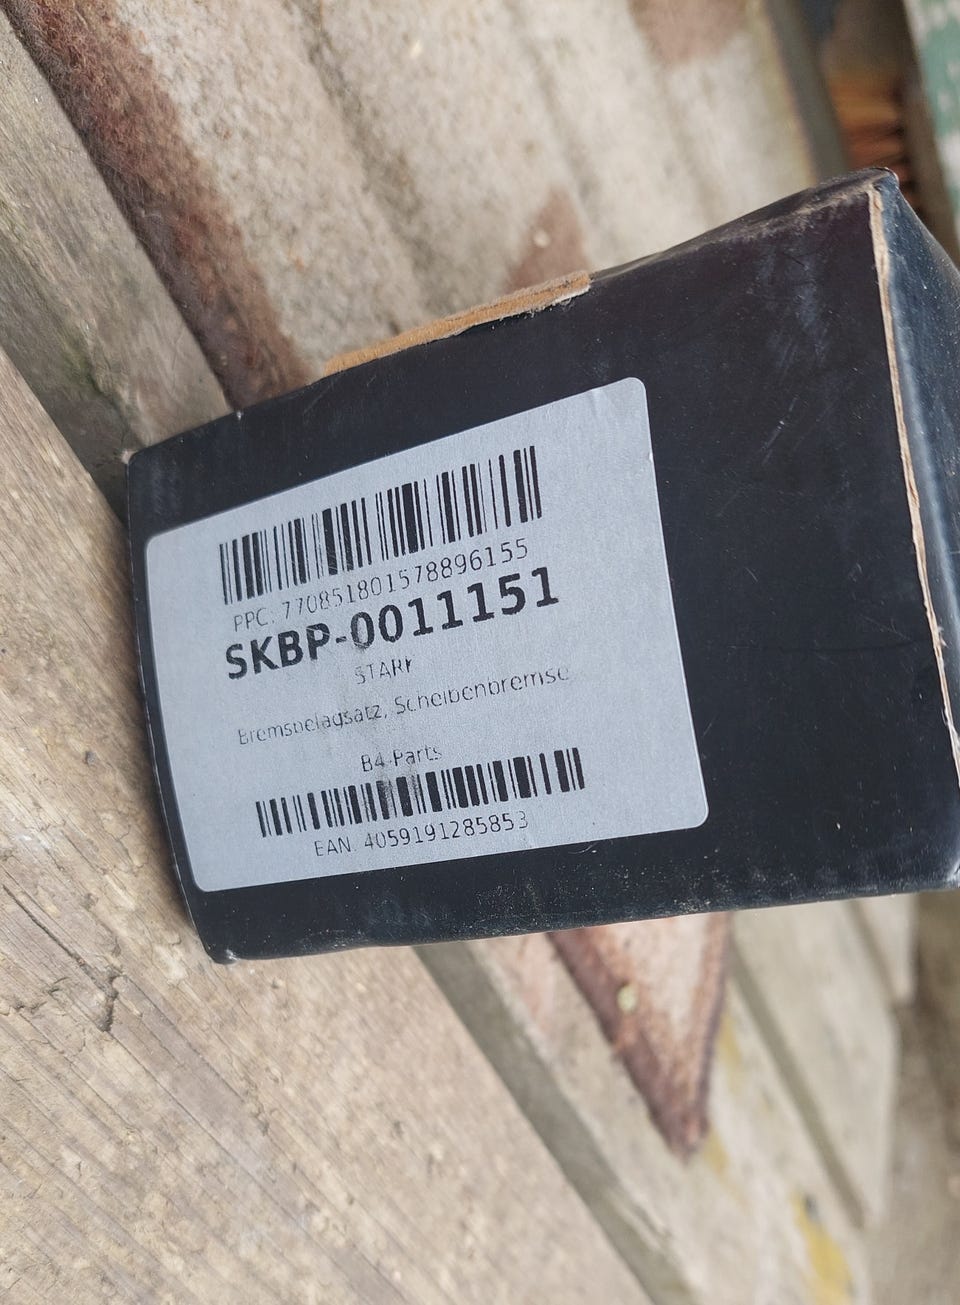 PPC: 770851801578896155
SKBP-0011151
STARK
Bremsbelagsatz, Scheibenbremse
B4-Parts
EAN: 4059191285853